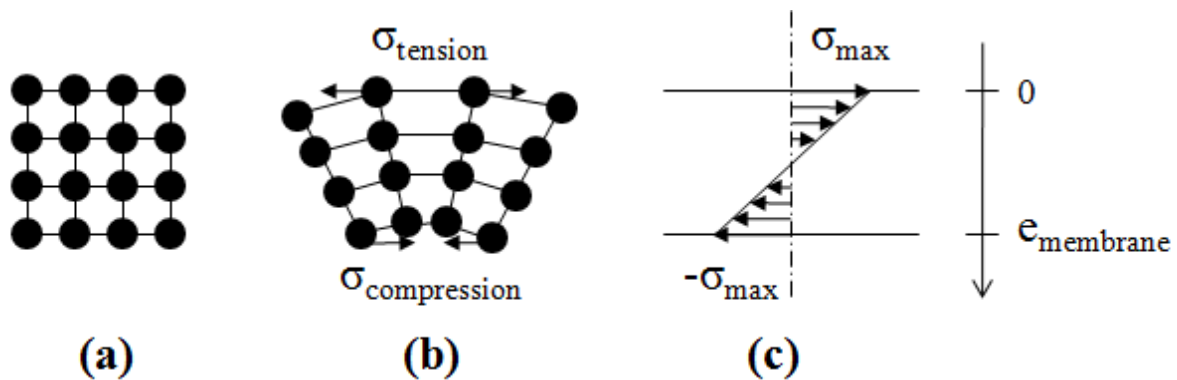 σtension
σmax
0
emembrane
σcompression
-σmax
(a)
(b)
(c)